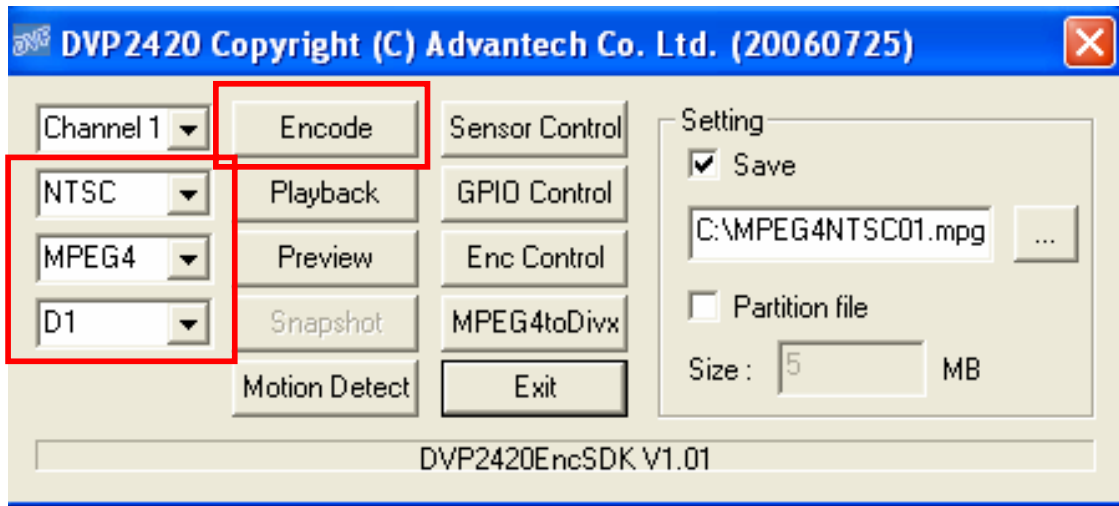 DVP2420 Copyright (C) Advantech Co. Ltd. (20060725)
Channel 1
NTSC
MPEG4
D1
Encode
Playback
Preview
Snapshot
Motion Detect
Sensor Control
GPIO Control
Enc Control
MPEG4toDivx
Exit
Setting
Save
C:\MPEG4NTSC01.mpg
...
Partition file
Size : 5 MB
DVP2420EncSDK V1.01